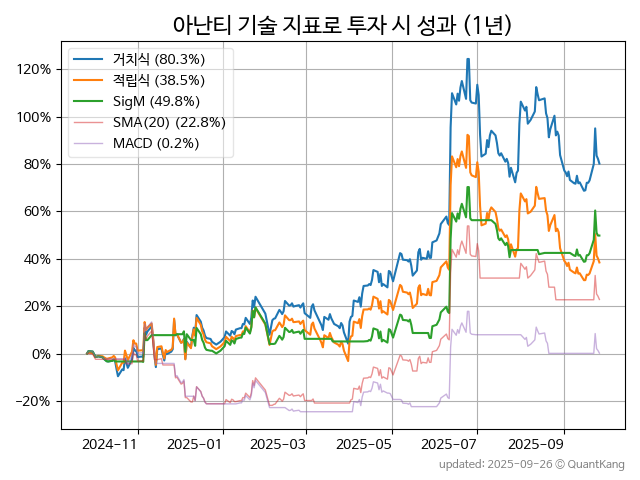 아난티 기술 지표로 투자 시 성과 (1년)
거치식 (80.3%)
적립식 (38.5%)
SigM (49.8%)
SMA(20) (22.8%)
MACD (0.2%)
120%
100%
80%
60%
40%
20%
0%
−20%
2024-11 2025-01 2025-03 2025-05 2025-07 2025-09
updated: 2025-09-26 © QuantKang